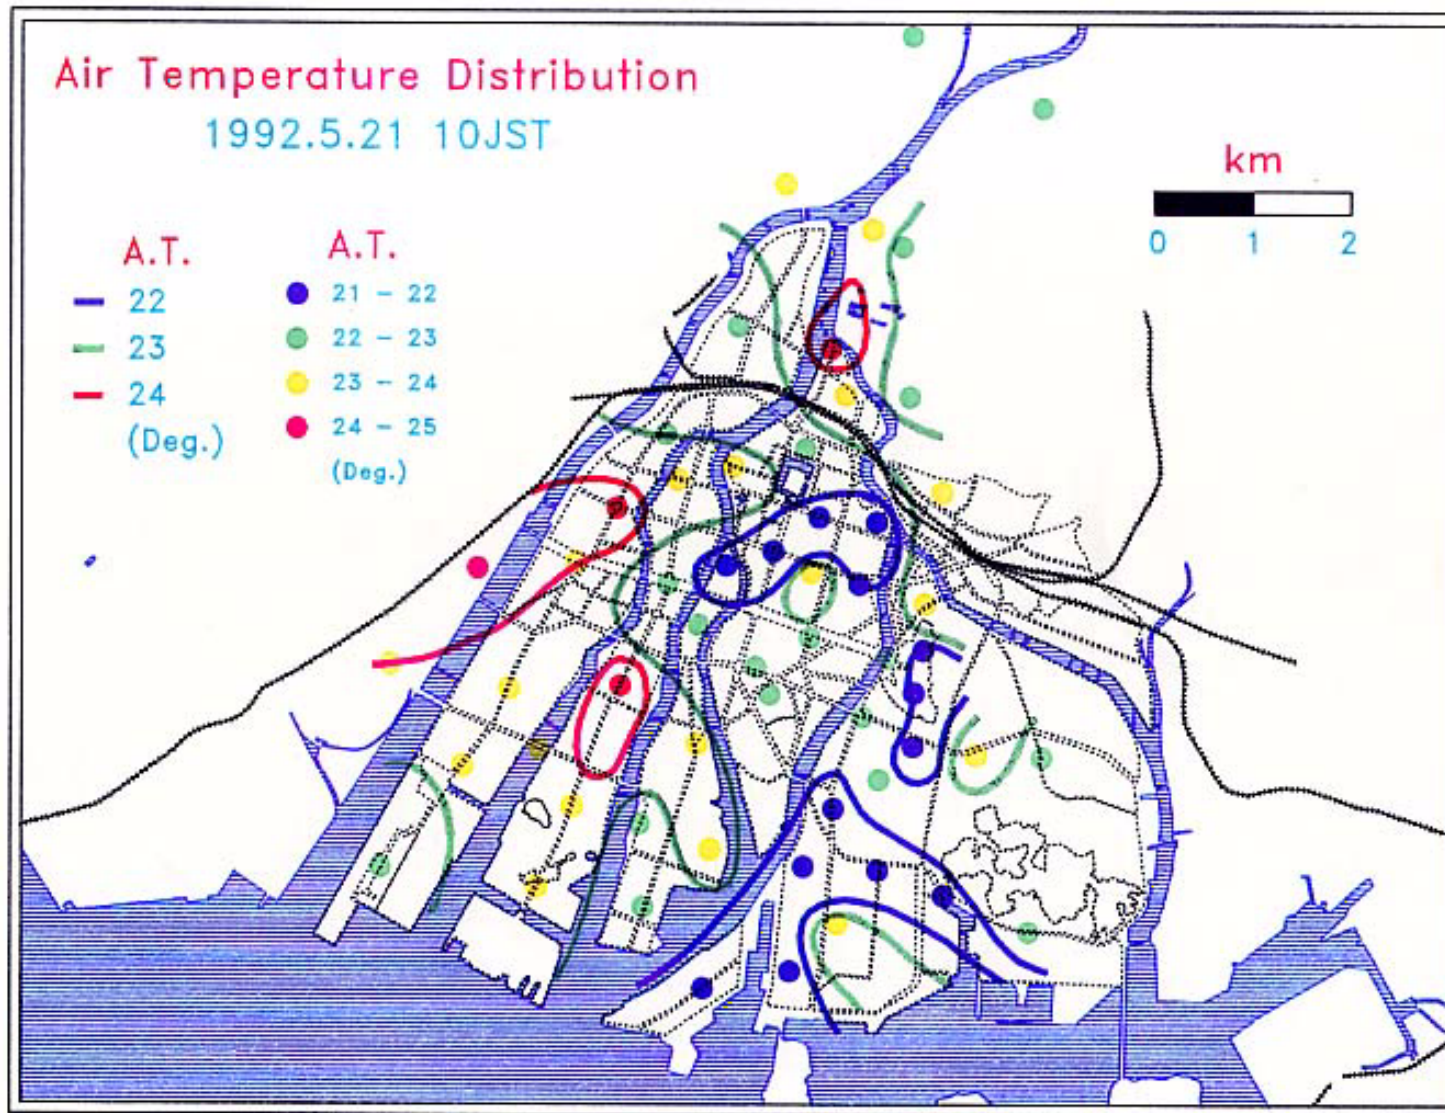 Air Temperature Distribution
1992.5.21 10JST
km
0 1 2
A.T.
22
23
24
(Deg.)
A.T.
21 - 22
22 - 23
23 - 24
24 - 25
(Deg.)